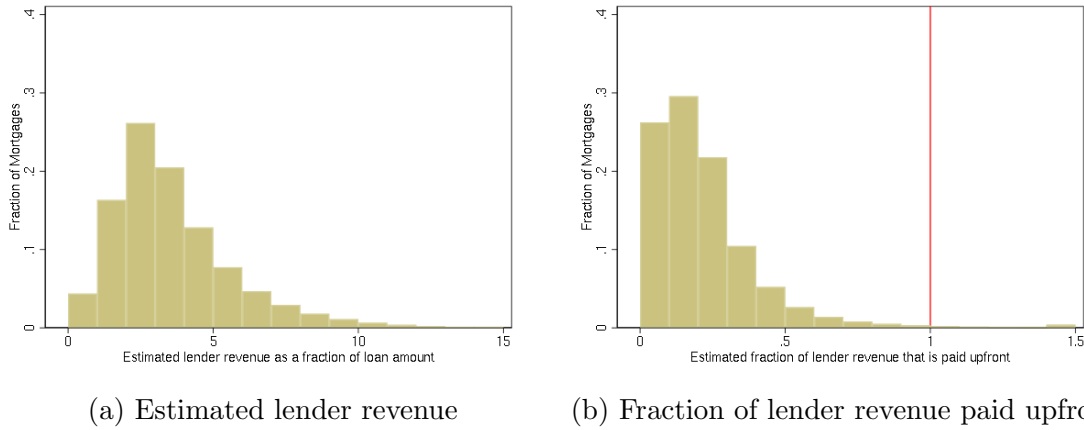 .4
.3
.2
.1
0
Fraction of Mortgages
0 5 10 15
Estimated lender revenue as a fraction of loan amount
(a) Estimated lender revenue
.4
.3
.2
.1
0
Fraction of Mortgages
0 .5 1 1.5
Estimated fraction of lender revenue that is paid upfront
(b) Fraction of lender revenue paid upfro